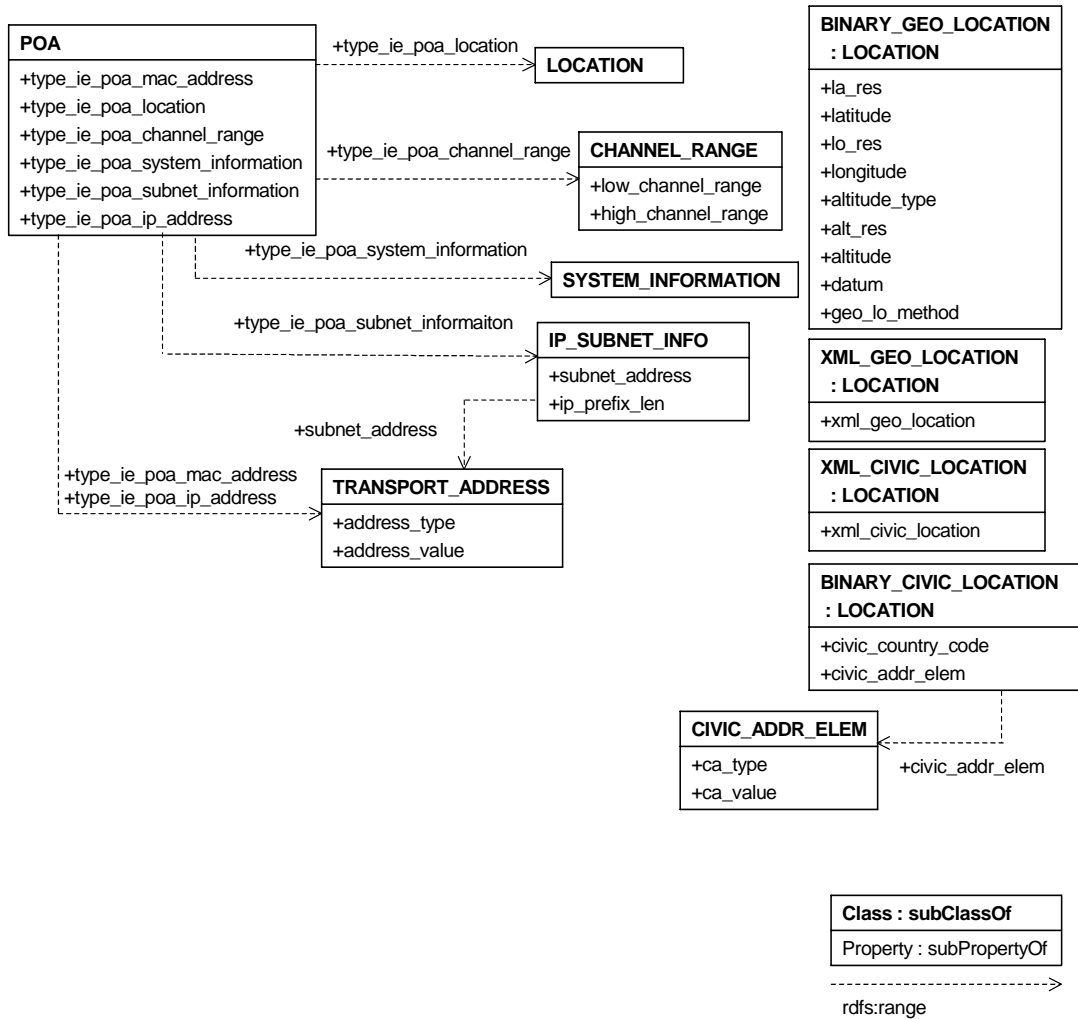 POA
+type_ie_poa_mac_address
+type_ie_poa_location
+type_ie_poa_channel_range
+type_ie_poa_system_information
+type_ie_poa_subnet_information
+type_ie_poa_ip_address
+type_ie_poa_location
LOCATION
+type_ie_poa_channel_range
CHANNEL_RANGE
+low_channel_range
+high_channel_range
+type_ie_poa_system_information
SYSTEM_INFORMATION
+type_ie_poa_subnet_informaiton
IP_SUBNET_INFO
+subnet_address
+ip_prefix_len
+subnet_address
+type_ie_poa_mac_address
+type_ie_poa_ip_address
TRANSPORT_ADDRESS
+address_type
+address_value
BINARY_GEO_LOCATION
: LOCATION
+la_res
+latitude
+lo_res
+longitude
+altitude_type
+alt_res
+altitude
+datum
+geo_lo_method
XML_GEO_LOCATION
: LOCATION
+xml_geo_location
XML_CIVIC_LOCATION
: LOCATION
+xml_civic_location
BINARY_CIVIC_LOCATION
: LOCATION
+civic_country_code
+civic_addr_elem
CIVIC_ADDR_ELEM
+ca_type
+ca_value
+civic_addr_elem
Class : subClassOf
Property : subPropertyOf
rdfs:range